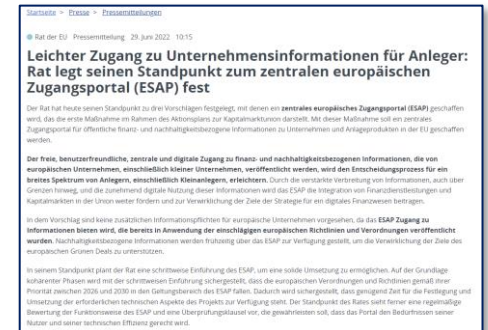 Startseite > Presse > Pressemitteilungen
Rat der EU Pressemitteilung 29. Juni 2022 10:15
Leichter Zugang zu Unternehmensinformationen für Anleger:
Rat legt seinen Standpunkt zum zentralen europäischen
Zugangsportal (ESAP) fest
Der Rat hat heute seinen Standpunkt zu drei Vorschlägen festgelegt, mit denen ein zentrales europäisches Zugangsportal (ESAP) geschaffen
wird, das die erste Maßnahme im Rahmen des Aktionsplans zur Kapitalmarktunion darstellt. Mit dieser Maßnahme soll ein zentrales
Zugangsportal für öffentliche finanz- und nachhaltigkeitsbezogene Informationen zu Unternehmen und Anlageprodukten in der EU geschaffen
werden.
Der freie, benutzerfreundliche, zentrale und digitale Zugang zu finanz- und nachhaltigkeitsbezogenen Informationen, die von
europäischen Unternehmen, einschließlich kleiner Unternehmen, veröffentlicht werden, wird den Entscheidungsprozess für ein
breites Spektrum von Anlegern, einschließlich Kleinanlegern, erleichtern. Durch die verstärkte Verbreitung von Informationen, auch über
Grenzen hinweg, und die zunehmend digitale Nutzung dieser Informationen wird das ESAP die Integration von Finanzdienstleistungen und
Kapitalmärkten in der Union weiter fördern und zur Verwirklichung der Ziele der Strategie für ein digitales Finanzwesen beitragen.
In dem Vorschlag sind keine zusätzlichen Informationspflichten für europäische Unternehmen vorgesehen, da das ESAP Zugang zu
Informationen bieten wird, die bereits in Anwendung der einschlägigen europäischen Richtlinien und Verordnungen veröffentlicht
wurden. Nachhaltigkeitsbezogene Informationen werden frühzeitig über das ESAP zur Verfügung gestellt, um die Verwirklichung der Ziele des
europäischen Grünen Deals zu unterstützen.
In seinem Standpunkt plant der Rat eine schrittweise Einführung des ESAP, um eine solide Umsetzung zu ermöglichen. Auf der Grundlage
kohärenter Phasen wird mit der schrittweisen Einführung sichergestellt, dass die europäischen Verordnungen und Richtlinien gemäß ihrer
Priorität zwischen 2026 und 2030 in den Geltungsbereich des ESAP fallen. Dadurch wird sichergestellt, dass genügend Zeit für die Festlegung und
Umsetzung der erforderlichen technischen Aspekte des Projekts zur Verfügung steht. Der Standpunkt des Rates sieht ferner eine regelmäßige
Bewertung der Funktionsweise des ESAP und eine Überprüfungsklausel vor, die gewährleisten soll, dass das Portal den Bedürfnissen seiner
Nutzer und seiner technischen Effizienz gerecht wird.